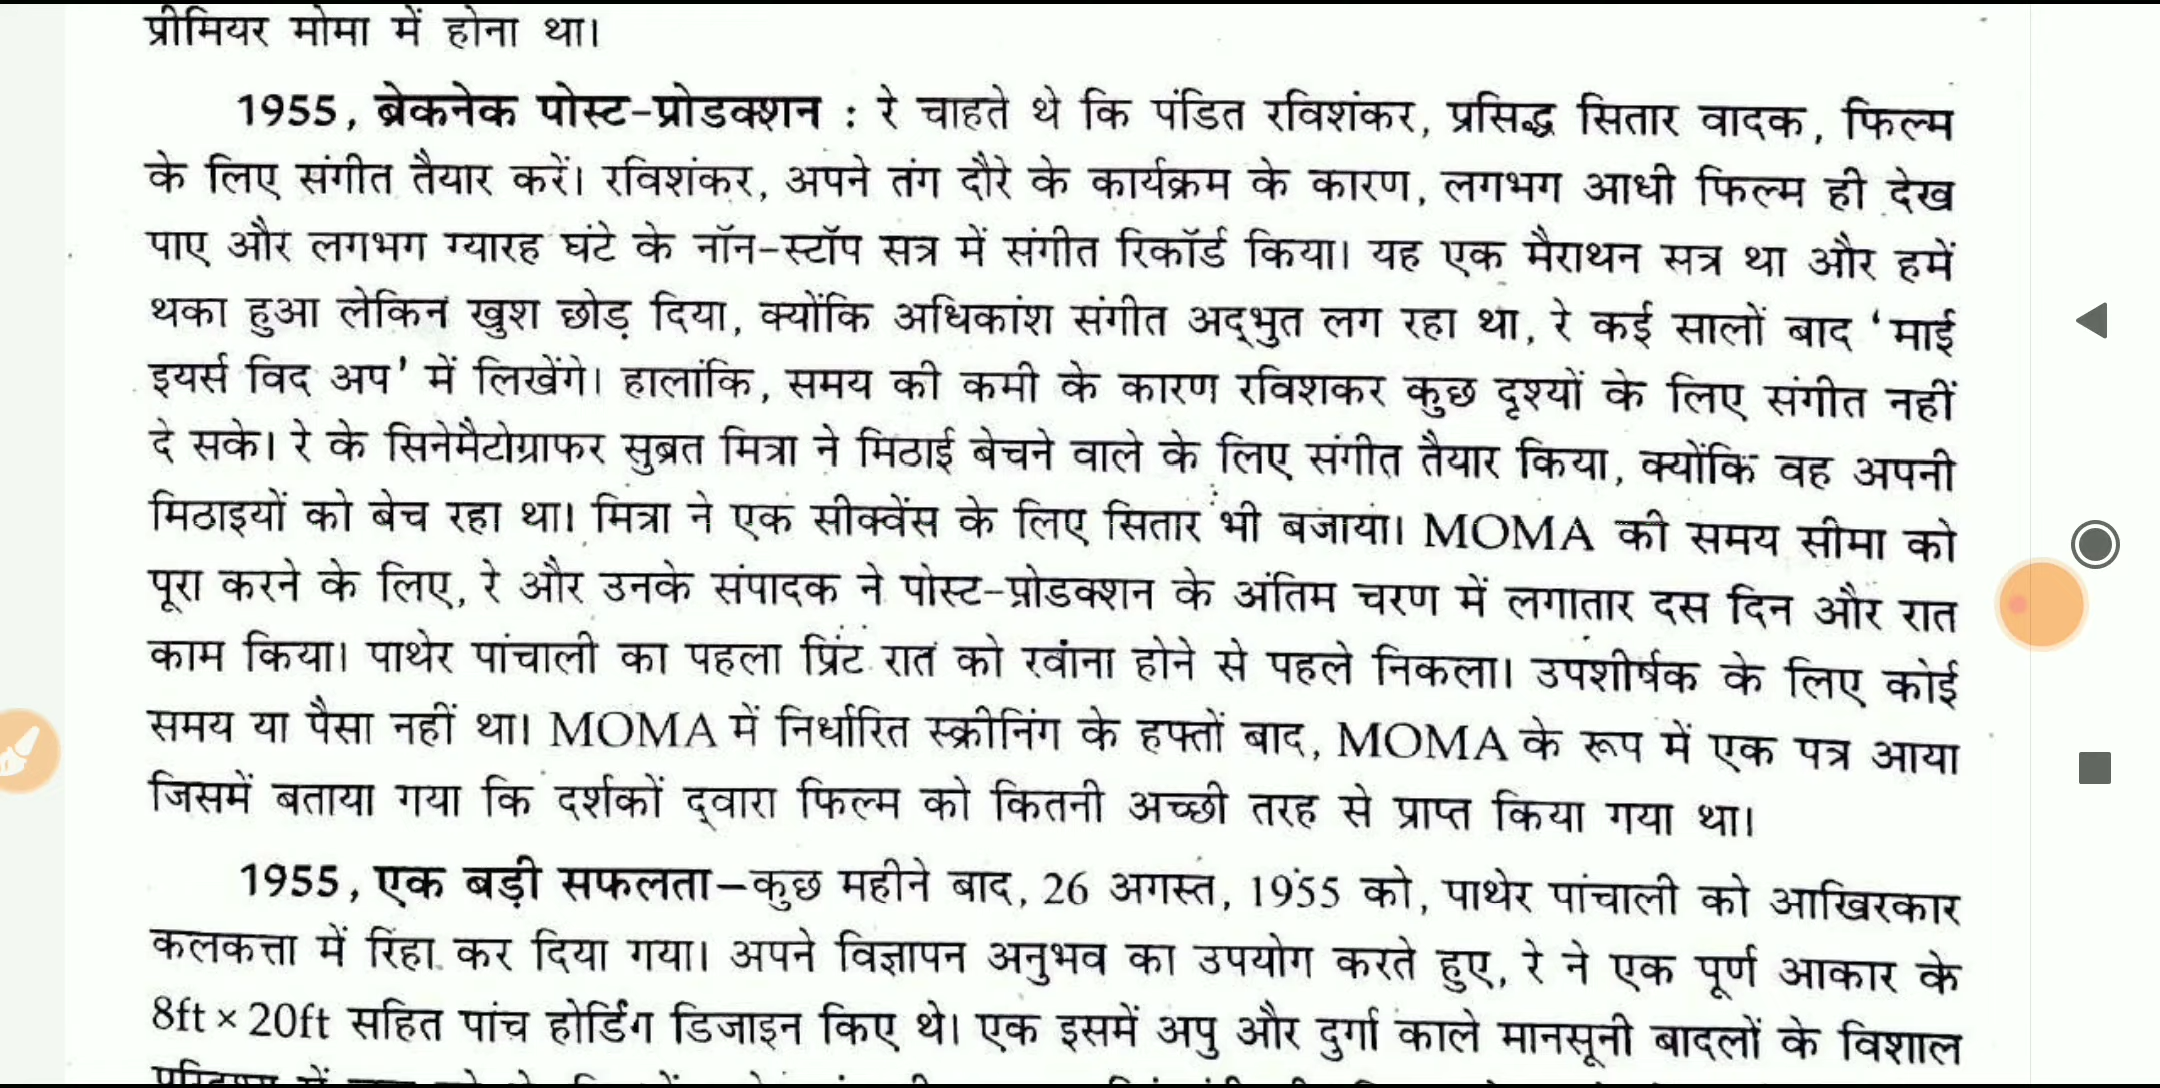 प्रीमियर मोमा में होना था।
1955, ब्रेकनेक पोस्ट-प्रोडक्शन : रे चाहते थे कि पंडित रविशंकर, प्रसिद्ध सितार वादक, फिल्म
के लिए संगीत तैयार करें। रविशंकर, अपने तंग दौरे के कार्यक्रम के कारण, लगभग आधी फिल्म ही देख
पाए और लगभग ग्यारह घंटे के नॉन-स्टॉप सत्र में संगीत रिकॉर्ड किया। यह एक मैराथन सत्र था और हमें
थका हुआ लेकिन खुश छोड़ दिया, क्योंकि अधिकांश संगीत अद्भुत लग रहा था, रे कई सालों बाद ‘माई
इयर्स विद अप’ में लिखेंगे। हालांकि, समय की कमी के कारण रविशकर कुछ दृश्यों के लिए संगीत नहीं
दे सके। रे के सिनेमैटोग्राफर सुब्रत मित्रा ने मिठाई बेचने वाले के लिए संगीत तैयार किया, क्योंकि वह अपनी
मिठाइयों को बेच रहा था। मित्रा ने एक सीक्वेंस के लिए सितार भी बजाया। MOMA की समय सीमा को
पूरा करने के लिए, रे और उनके संपादक ने पोस्ट-प्रोडक्शन के अंतिम चरण में लगातार दस दिन और रात
काम किया। पाथेर पांचाली का पहला प्रिंट रात को रवाना होने से पहले निकला। उपशीर्षक के लिए कोई
समय या पैसा नहीं था। MOMA में निर्धारित स्क्रीनिंग के हफ्तों बाद, MOMA के रूप में एक पत्र आया
जिसमें बताया गया कि दर्शकों द्वारा फिल्म को कितनी अच्छी तरह से प्राप्त किया गया था।
1955, एक बड़ी सफलता–कुछ महीने बाद, 26 अगस्त, 1955 को, पाथेर पांचाली को आखिरकार
कलकत्ता में रिहा कर दिया गया। अपने विज्ञापन अनुभव का उपयोग करते हुए, रे ने एक पूर्ण आकार के
8ft × 20ft सहित पांच होर्डिंग डिजाइन किए थे। एक इसमें अपु और दुर्गा काले मानसूनी बादलों के विशाल